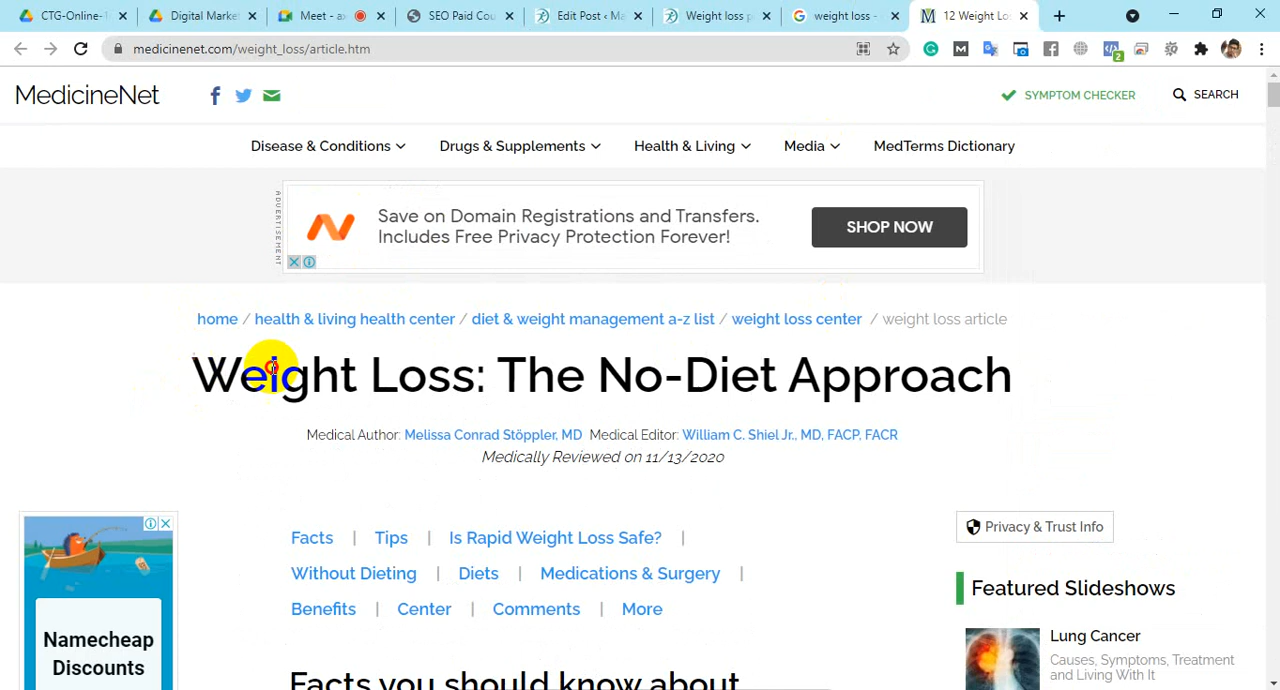 CTG-Online-1
Digital Market
Meet - ax
SEO Paid Cou
Edit Post ‹ Ma
Weight loss p
weight loss -
12 Weight Los
medicinenet.com/weight_loss/article.htm
2
MedicineNet
SYMPTOM CHECKER
SEARCH
Disease & Conditions
Drugs & Supplements
Health & Living
Media
MedTerms Dictionary
ADVERTISEMENT
Save on Domain Registrations and Transfers.
Includes Free Privacy Protection Forever!
SHOP NOW
home / health & living health center / diet & weight management a-z list / weight loss center / weight loss article
Weight Loss: The No-Diet Approach
Medical Author: Melissa Conrad Stöppler, MD Medical Editor: William C. Shiel Jr., MD, FACP, FACR
Medically Reviewed on 11/13/2020
Facts | Tips | Is Rapid Weight Loss Safe? |
Without Dieting | Diets | Medications & Surgery |
Benefits | Center | Comments | More
Facts you should know about
Namecheap
Discounts
Privacy & Trust Info
Featured Slideshows
Lung Cancer
Causes, Symptoms, Treatment
and Living With It